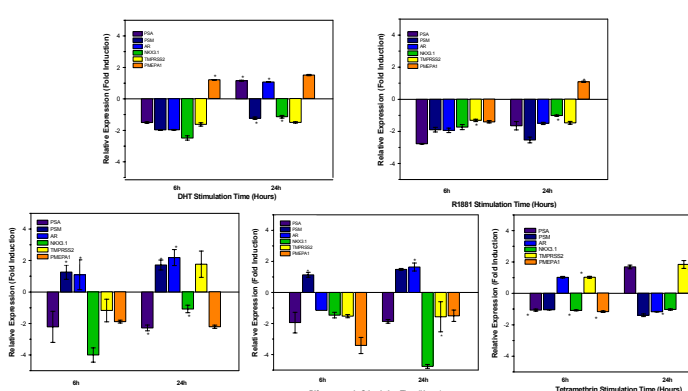 PSA
PSM
AR
NKX3.1
TMPRSS2
PMEPA1
4
2
0
-2
-4
Relative Expression (Fold Induction)
6h
24h
DHT Stimulation Time (Hours)
PSA
PSM
AR
NKX3.1
TMPRSS2
PMEPA1
4
2
0
-2
-4
Relative Expression (Fold Induction)
6h
24h
R1881 Stimulation Time (Hours)
PSA
PSM
AR
NKX3.1
TMPRSS2
PMEPA1
4
2
0
-2
-4
Relative Expression (Fold Induction)
6h
24h
PSA
PSM
AR
NKX3.1
TMPRSS2
PMEPA1
4
2
0
-2
-4
Relative Expression (Fold Induction)
6h
24h
PSA
PSM
AR
NKX3.1
TMPRSS2
PMEPA1
4
2
0
-2
-4
Relative Expression (Fold Induction)
6h
24h
Tetramethrin Stimulation Time (Hours)